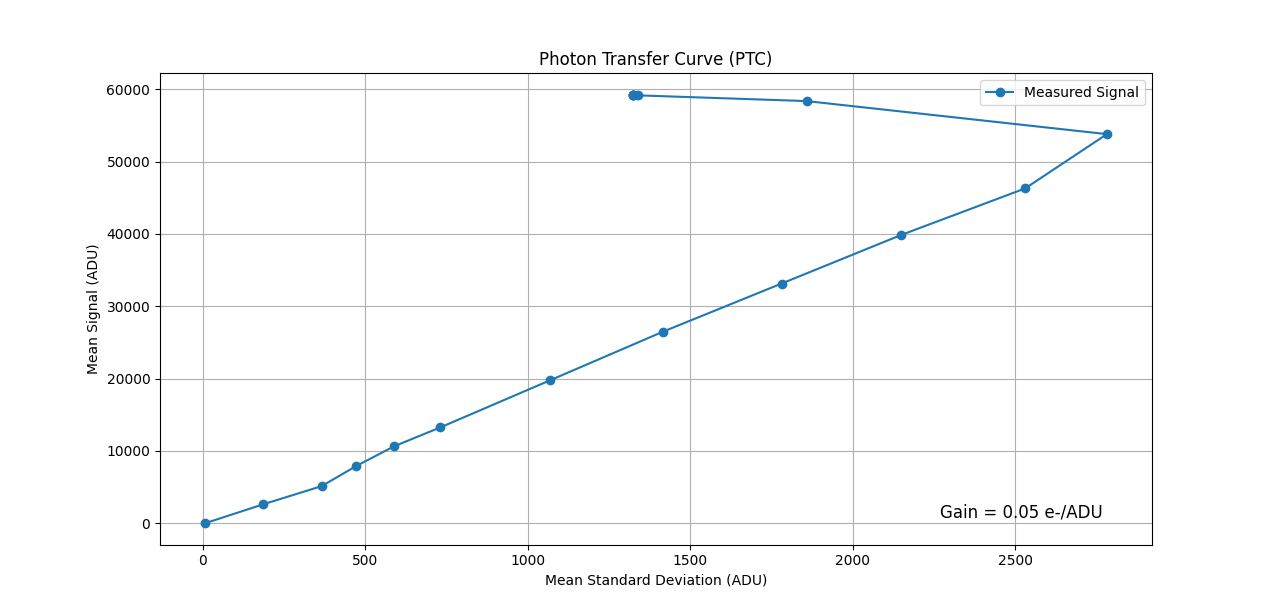 Photon Transfer Curve (PTC)
Measured Signal
60000
50000
40000
30000
20000
10000
0
Mean Signal (ADU)
Gain = 0.05 e-/ADU
0 500 1000 1500 2000 2500
Mean Standard Deviation (ADU)